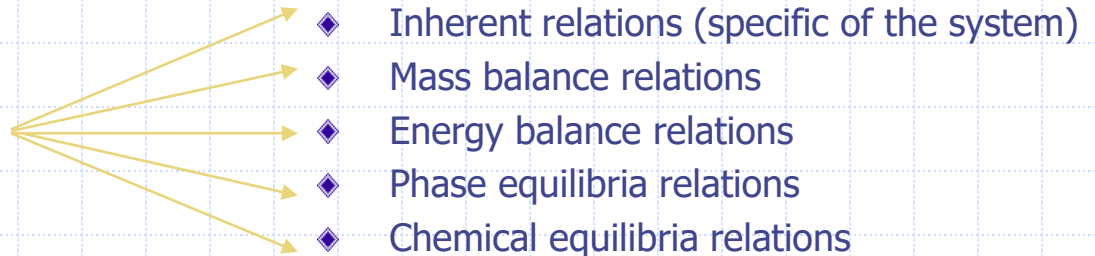 Inherent relations (specific of the system)
Mass balance relations
Energy balance relations
Phase equilibria relations
Chemical equilibria relations